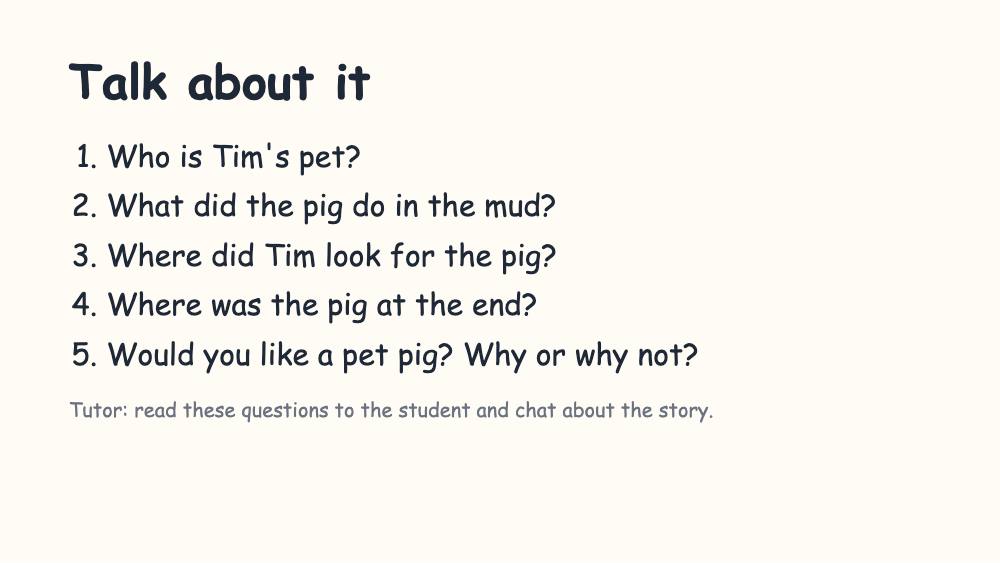 Talk about it
1. Who is Tim's pet?
2. What did the pig do in the mud?
3. Where did Tim look for the pig?
4. Where was the pig at the end?
5. Would you like a pet pig? Why or why not?
Tutor: read these questions to the student and chat about the story.